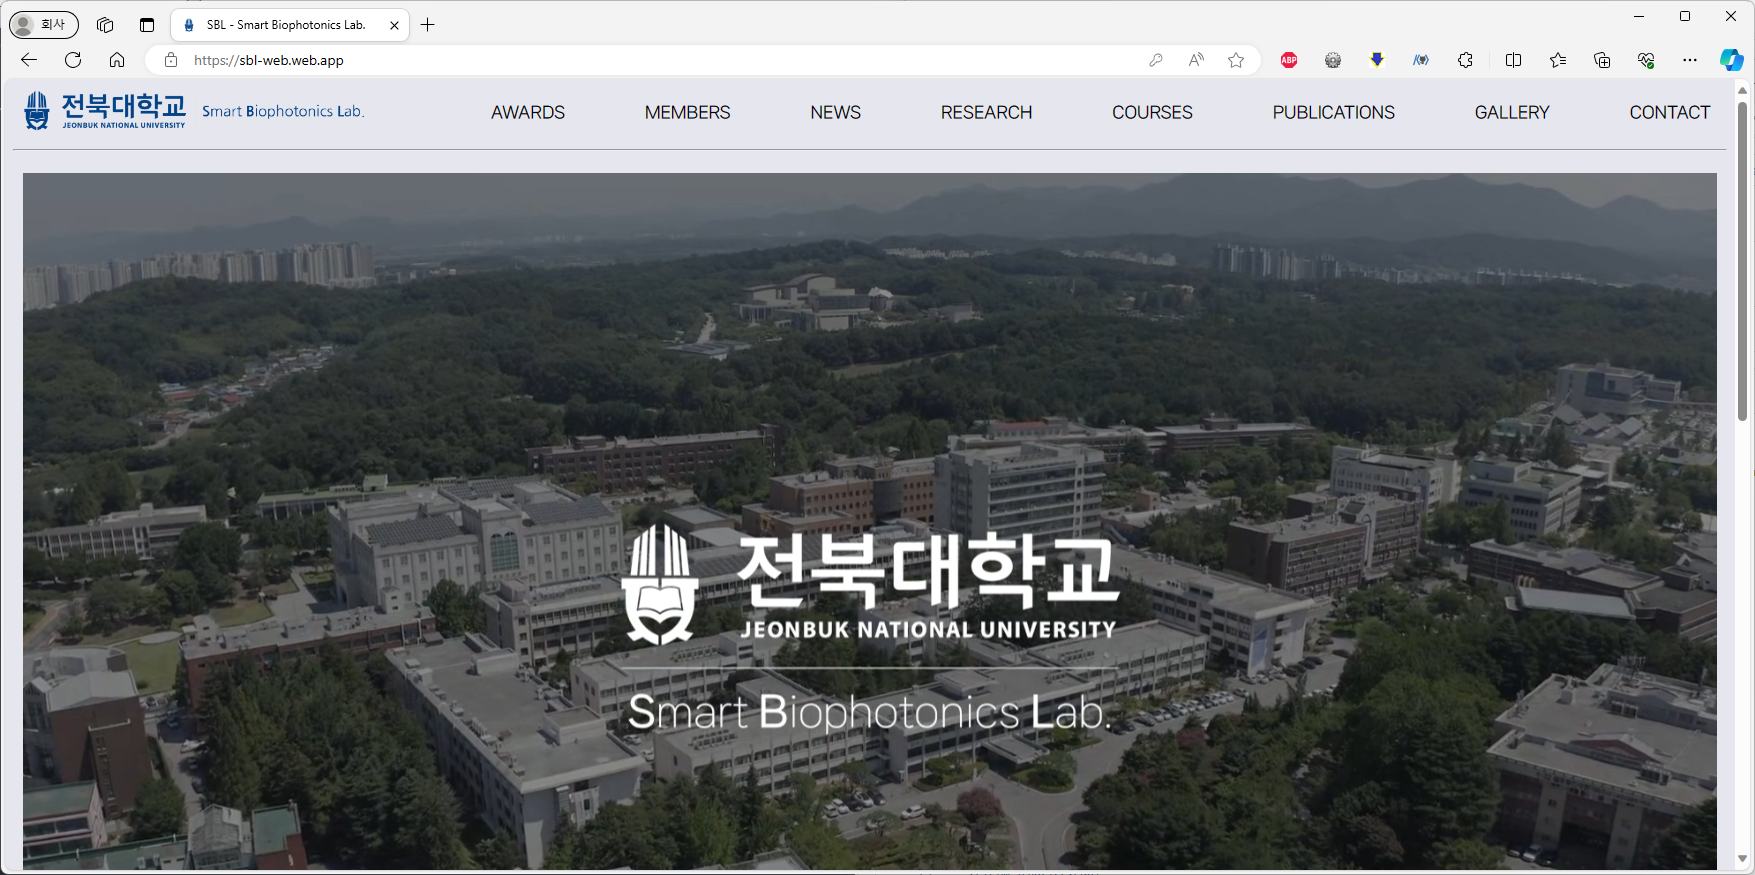 회사
SBL - Smart Biophotonics Lab.
https://sbl-web.web.app
ABP
전북대학교
JEONBUK NATIONAL UNIVERSITY
Smart Biophotonics Lab.
AWARDS
MEMBERS
NEWS
RESEARCH
COURSES
PUBLICATIONS
GALLERY
CONTACT
전북대학교
JEONBUK NATIONAL UNIVERSITY
Smart Biophotonics Lab.